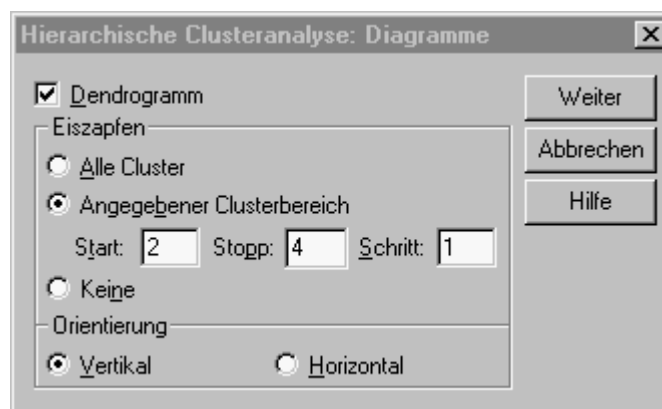 Hierarchische Clusteranalyse: Diagramme
Dendrogramm
Weiter
Eiszapfen
Abbrechen
Alle Cluster
Angegebener Clusterbereich
Hilfe
Start: 2 Stopp: 4 Schritt: 1
Keine
Orientierung
Vertikal Horizontal